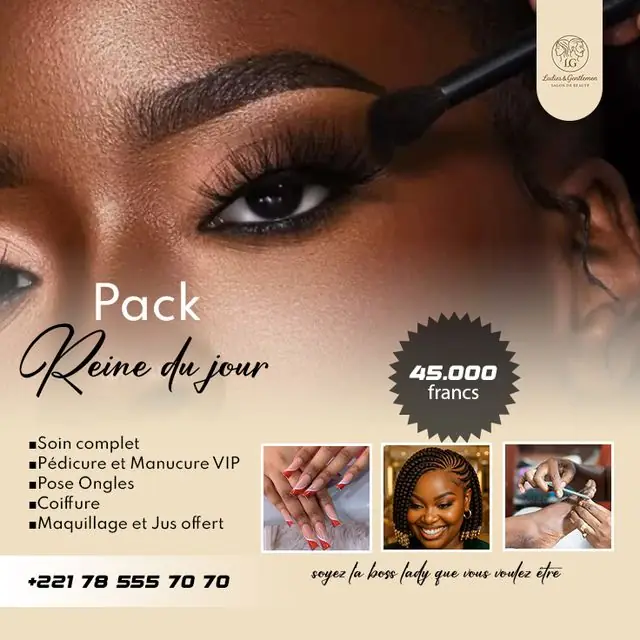 LG
Ladies & Gentlemen
SALON DE BEAUTÉ
Pack
Reine du jour
45.000
francs
▪Soin complet
▪Pédicure et Manucure VIP
▪Pose Ongles
▪Coiffure
▪Maquillage et Jus offert
+221 78 555 70 70
soyez la boss lady que vous voulez être